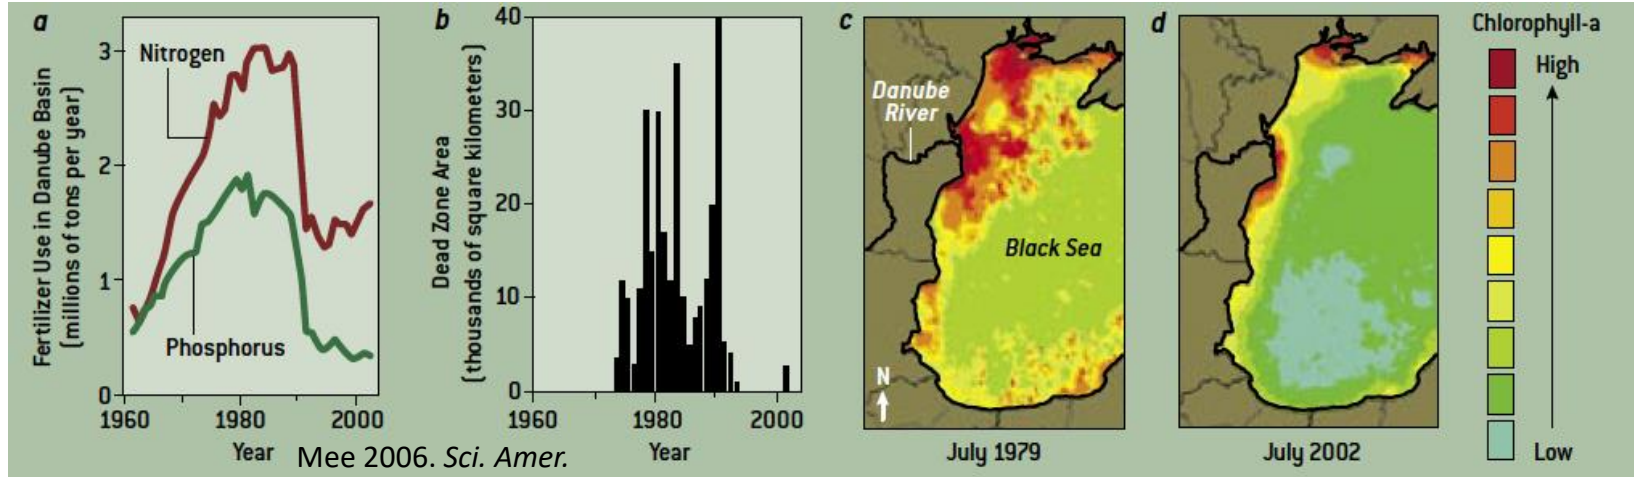 a
Fertilizer Use in Danube Basin
(millions of tons per year)
3
2
1
0
Nitrogen
Phosphorus
1960
1980
2000
Year
b
Dead Zone Area
(thousands of square kilometers)
40
30
20
10
0
1960
1980
2000
Year
Mee 2006. Sci. Amer.
c
Danube
River
Black Sea
N
July 1979
d
July 2002
Chlorophyll-a
High
Low